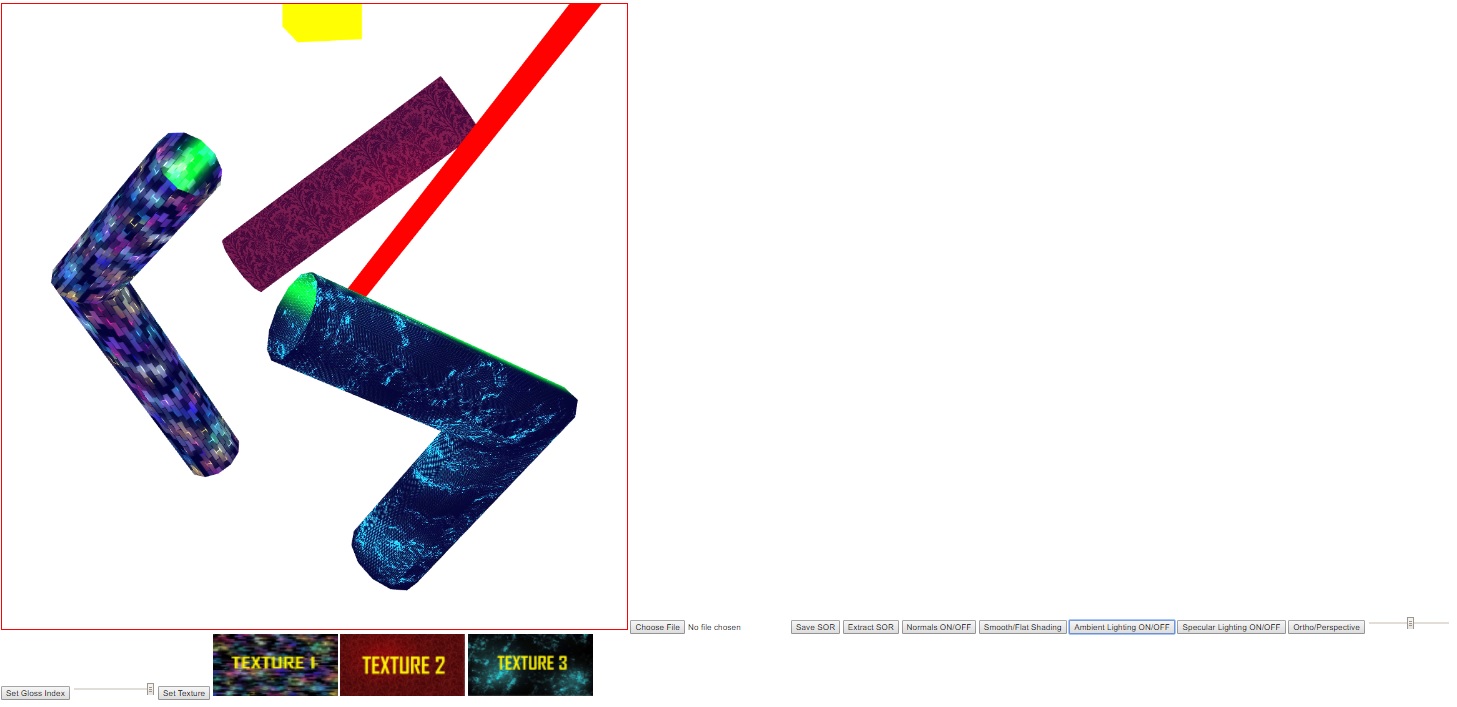 Choose File No file chosen
Save SOR Extract SOR Normals ON/OFF Smooth/Flat Shading Ambient Lighting ON/OFF Specular Lighting ON/OFF Ortho/Perspective
TEXTURE 1 TEXTURE 2 TEXTURE 3
Set Gloss Index Set Texture